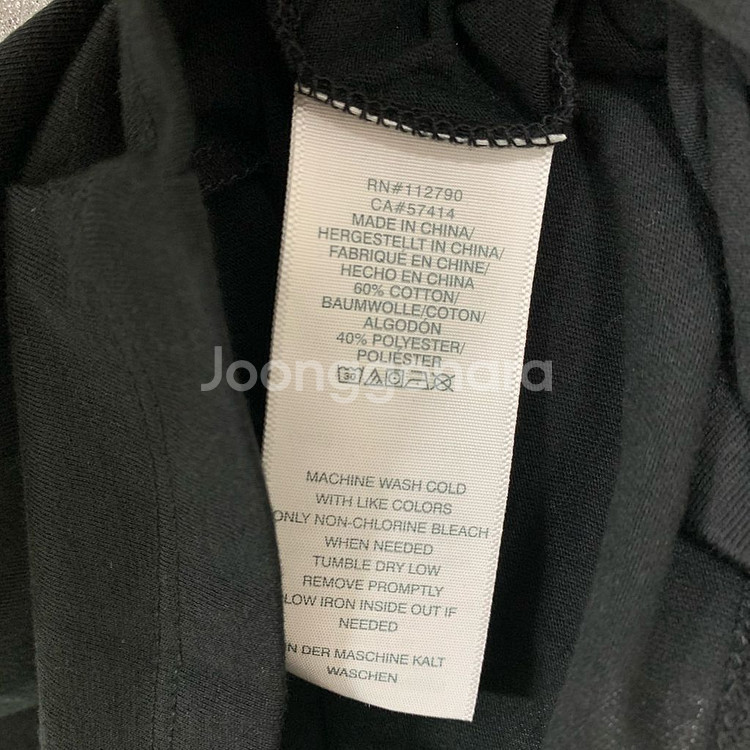 RN#112790
CA#57414
MADE IN CHINA/
HERGESTELLT IN CHINA/
FABRIQUÉ EN CHINE/
HECHO EN CHINA
60% COTTON/
BAUMWOLLE/COTON/
ALGODÓN
40% POLYESTER/
POLIÉSTER
30
Joonggonara
MACHINE WASH COLD
WITH LIKE COLORS
ONLY NON-CHLORINE BLEACH
WHEN NEEDED
TUMBLE DRY LOW
REMOVE PROMPTLY
LOW IRON INSIDE OUT IF
NEEDED
IN DER MASCHINE KALT
WASCHEN